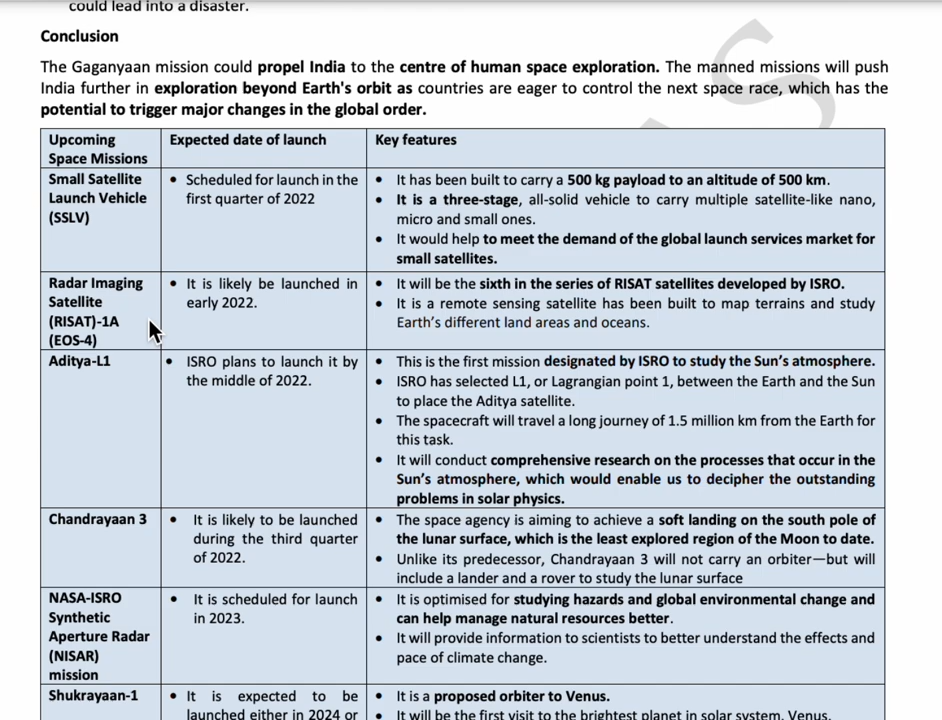 could lead into a disaster.
Conclusion
The Gaganyaan mission could propel India to the centre of human space exploration. The manned missions will push
India further in exploration beyond Earth's orbit as countries are eager to control the next space race, which has the
potential to trigger major changes in the global order.
Upcoming
Space Missions
Expected date of launch
Key features
Small Satellite
Launch Vehicle
(SSLV)
• Scheduled for launch in the
first quarter of 2022
• It has been built to carry a 500 kg payload to an altitude of 500 km.
• It is a three-stage, all-solid vehicle to carry multiple satellite-like nano,
micro and small ones.
• It would help to meet the demand of the global launch services market for
small satellites.
Radar Imaging
Satellite
(RISAT)-1A
(EOS-4)
• It is likely be launched in
early 2022.
• It will be the sixth in the series of RISAT satellites developed by ISRO.
• It is a remote sensing satellite has been built to map terrains and study
Earth's different land areas and oceans.
Aditya-L1
• ISRO plans to launch it by
the middle of 2022.
• This is the first mission designated by ISRO to study the Sun's atmosphere.
• ISRO has selected L1, or Lagrangian point 1, between the Earth and the Sun
to place the Aditya satellite.
• The spacecraft will travel a long journey of 1.5 million km from the Earth for
this task.
• It will conduct comprehensive research on the processes that occur in the
Sun's atmosphere, which would enable us to decipher the outstanding
problems in solar physics.
Chandrayaan 3
• It is likely to be launched
during the third quarter
of 2022.
• The space agency is aiming to achieve a soft landing on the south pole of
the lunar surface, which is the least explored region of the Moon to date.
• Unlike its predecessor, Chandrayaan 3 will not carry an orbiter—but will
include a lander and a rover to study the lunar surface
NASA-ISRO
Synthetic
Aperture Radar
(NISAR)
mission
• It is scheduled for launch
in 2023.
• It is optimised for studying hazards and global environmental change and
can help manage natural resources better.
• It will provide information to scientists to better understand the effects and
pace of climate change.
Shukrayaan-1
• It is expected to be
launched either in 2024 or
• It is a proposed orbiter to Venus.
• It will be the first visit to the brightest planet in solar system, Venus.